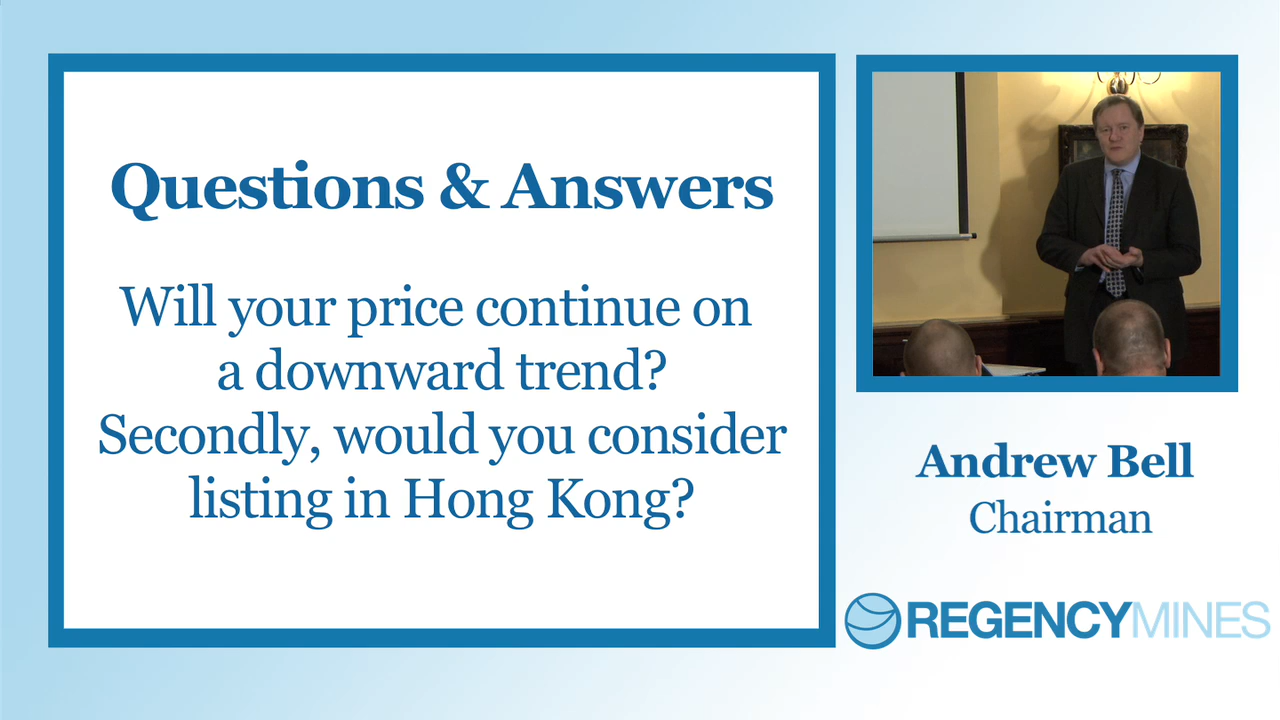 Questions & Answers
Will your price continue on
a downward trend?
Secondly, would you consider
listing in Hong Kong?
Andrew Bell
Chairman
REGENCYMINES